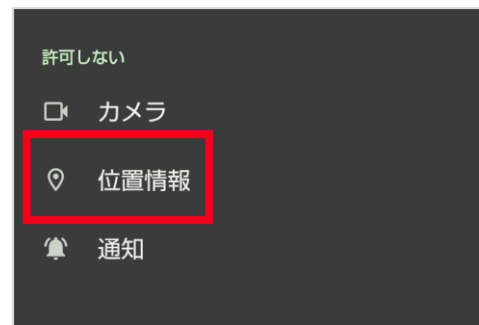 許可しない
カメラ
位置情報
通知